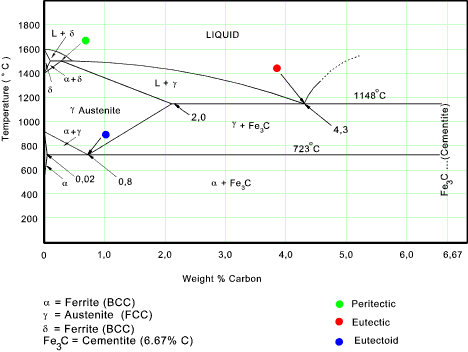 1800
1600
1400
1200
1000
800
600
400
200
Temperature (°C)
LIQUID
L + δ
α+δ
δ
L + γ
γ Austenite
1148°C
2,0
γ + Fe3C
4,3
α+γ
723°C
α
0,02
0,8
α + Fe3C
Fe3C ....(Cementite)
0 1,0 2,0 3,0 4,0 5,0 6,0 6,67
Weight % Carbon
α = Ferrite (BCC)
γ = Austenite (FCC)
δ = Ferrite (BCC)
Fe3C = Cementite (6.67% C)
Peritectic
Eutectic
Eutectoid